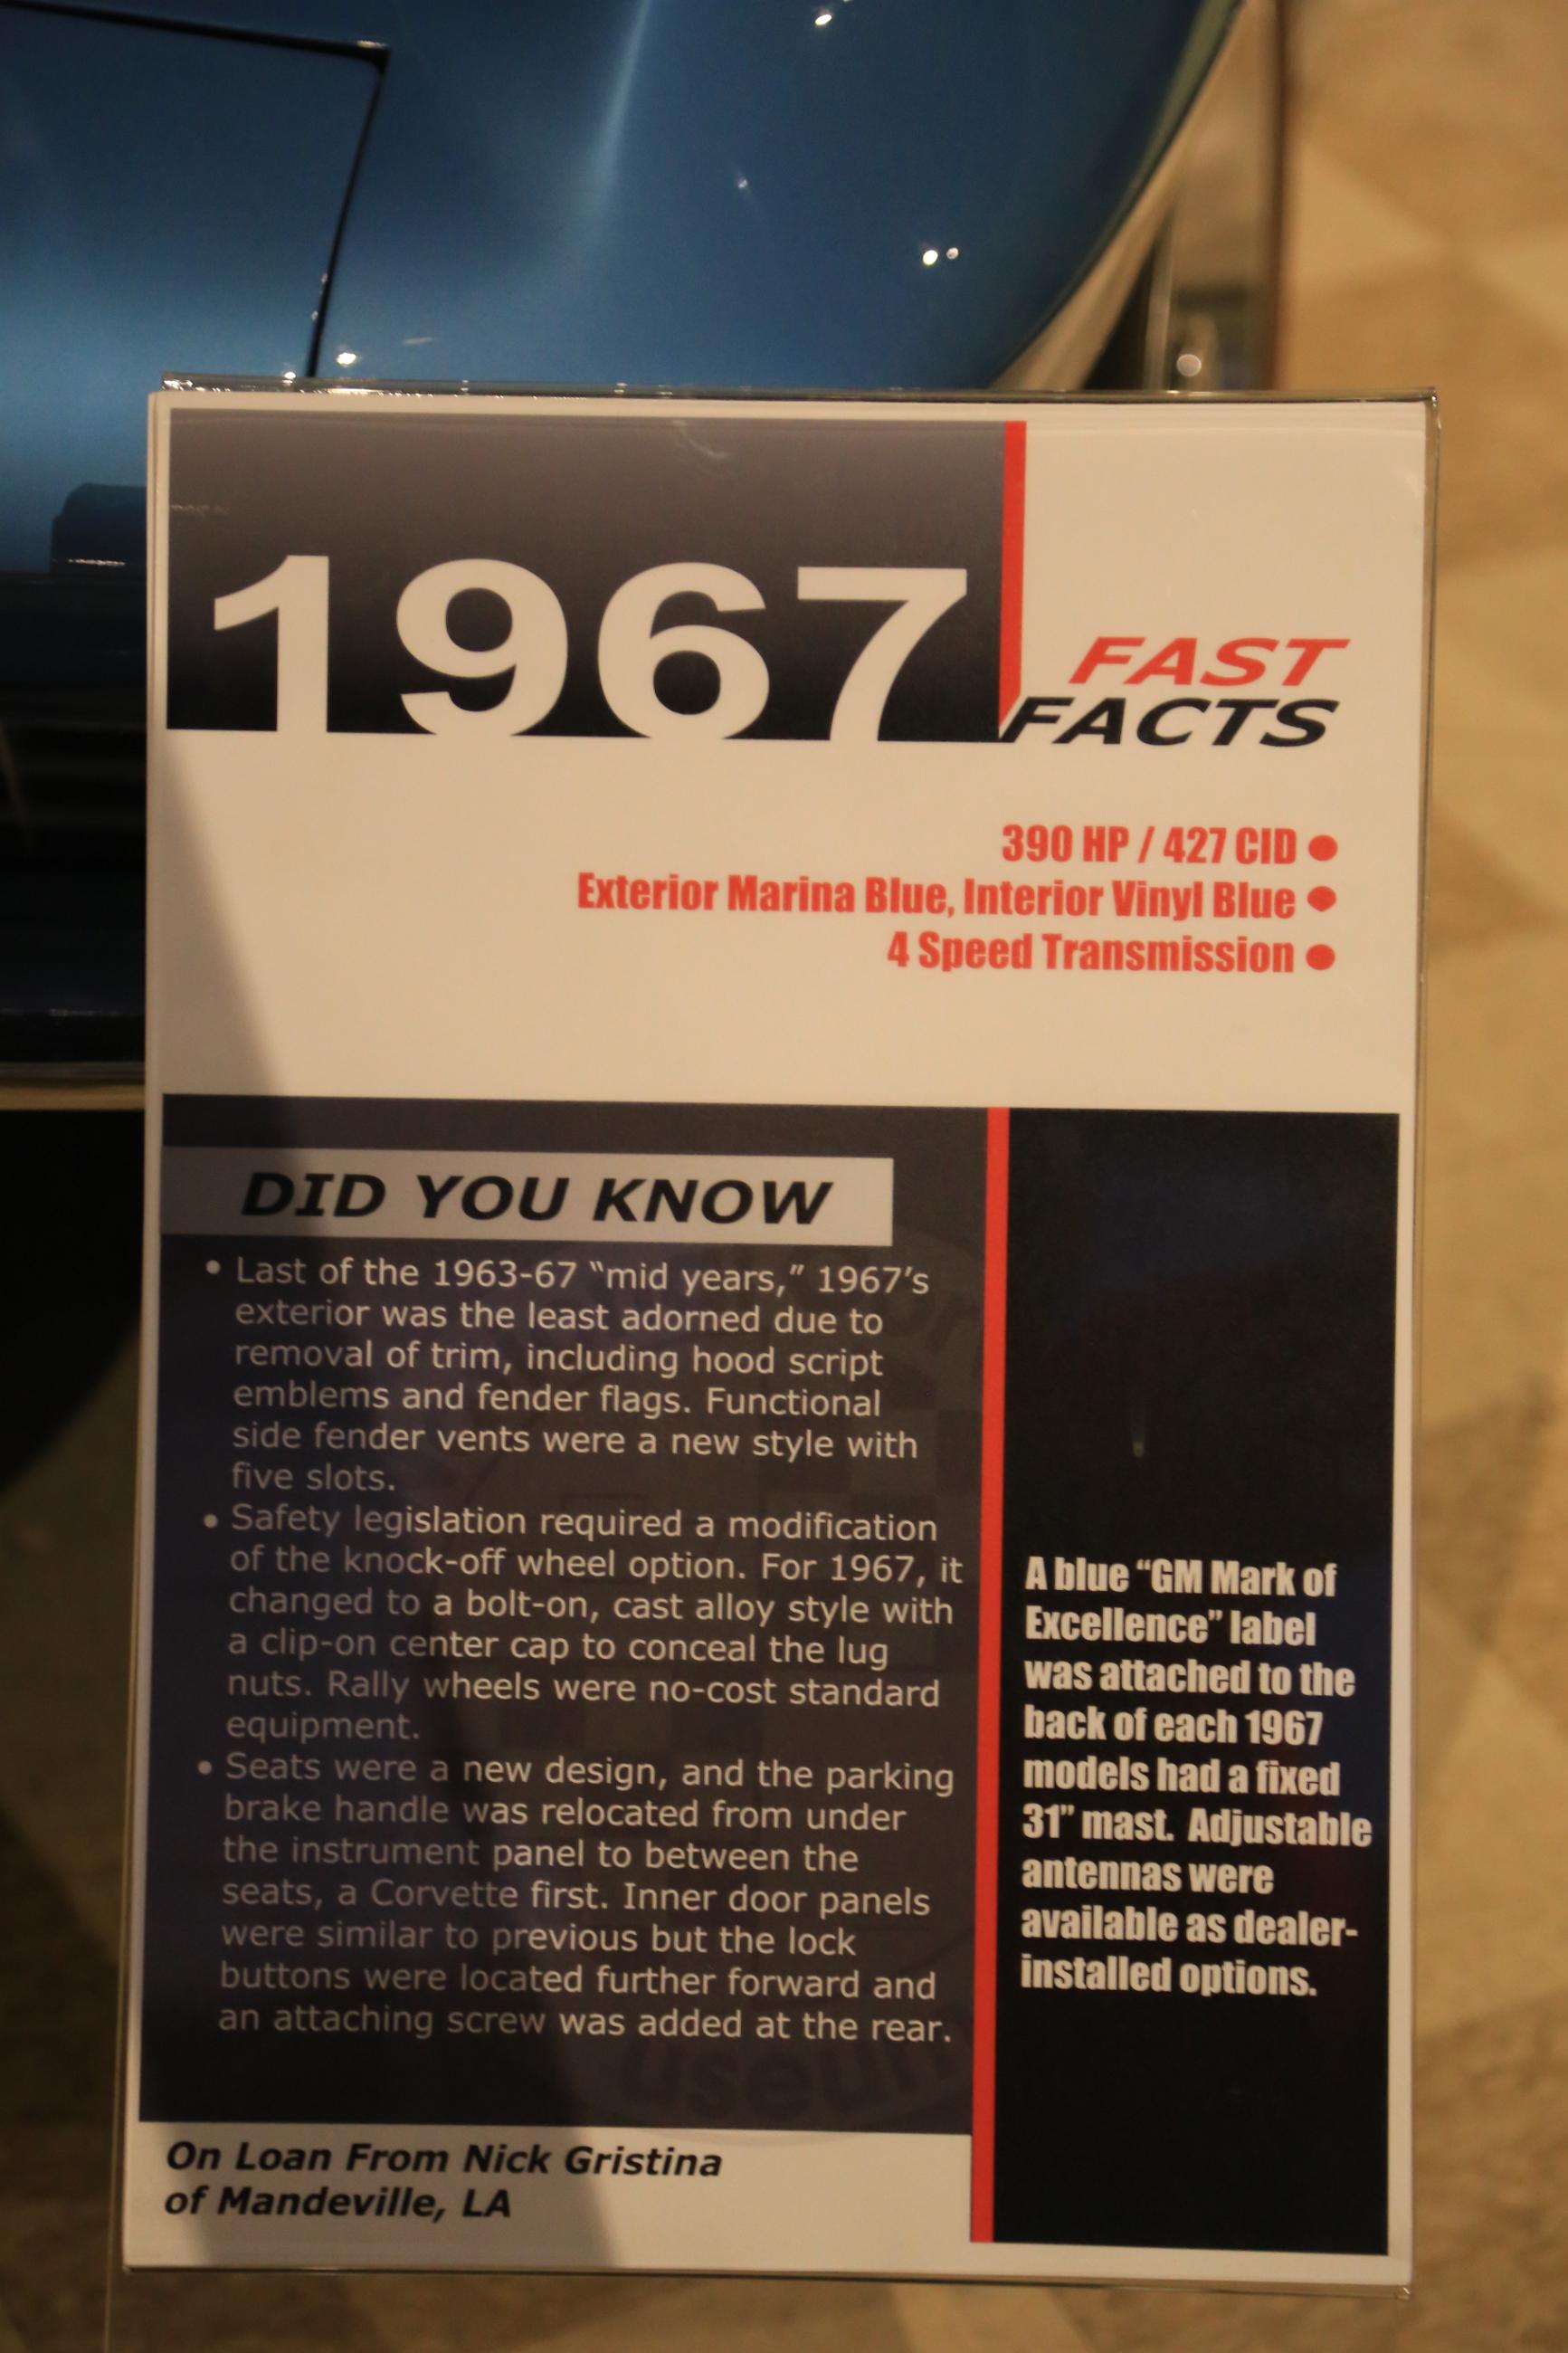 1967
FAST
FACTS
390 HP / 427 CID ●
Exterior Marina Blue, Interior Vinyl Blue ●
4 Speed Transmission ●
DID YOU KNOW
• Last of the 1963-67 “mid years,” 1967’s
exterior was the least adorned due to
removal of trim, including hood script
emblems and fender flags. Functional
side fender vents were a new style with
five slots.
• Safety legislation required a modification
of the knock-off wheel option. For 1967, it
changed to a bolt-on, cast alloy style with
a clip-on center cap to conceal the lug
nuts. Rally wheels were no-cost standard
equipment.
• Seats were a new design, and the parking
brake handle was relocated from under
the instrument panel to between the
seats, a Corvette first. Inner door panels
were similar to previous but the lock
buttons were located further forward and
an attaching screw was added at the rear.
A blue “GM Mark of
Excellence” label
was attached to the
back of each 1967
models had a fixed
31” mast. Adjustable
antennas were
available as dealer-
installed options.
On Loan From Nick Gristina
of Mandeville, LA